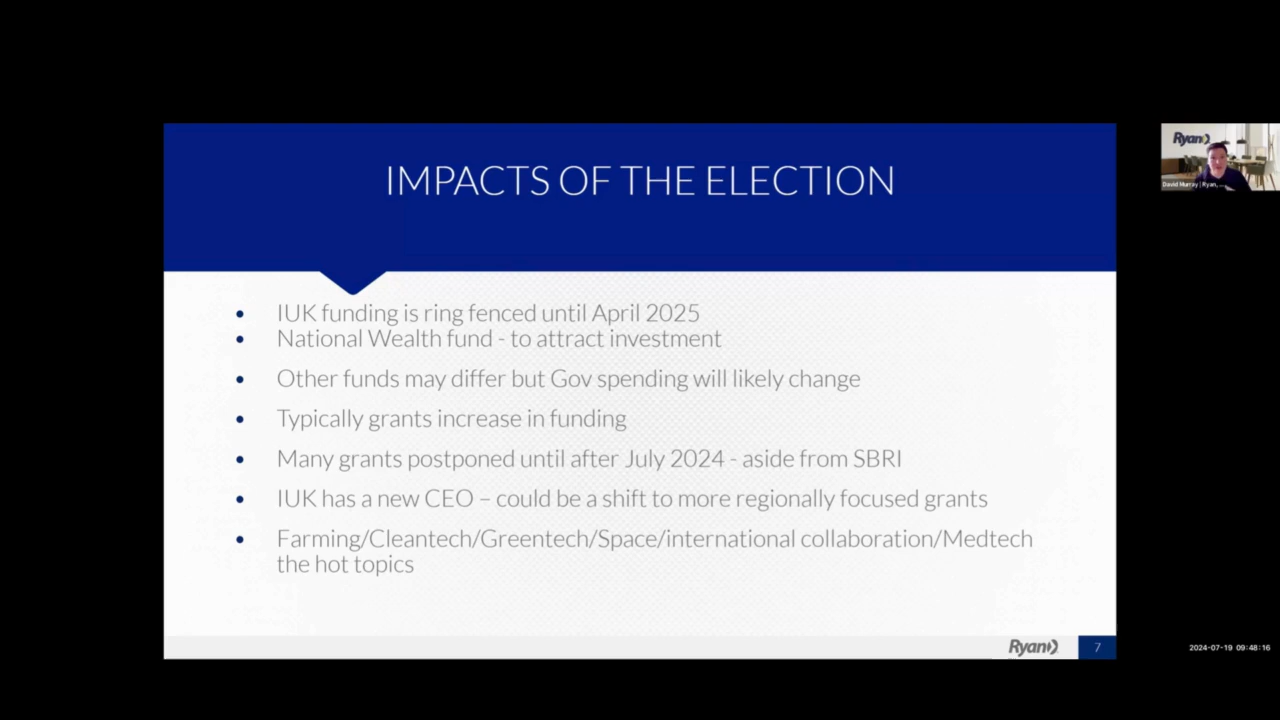 IMPACTS OF THE ELECTION
Ryan
David Murray | Ryan, ...
• IUK funding is ring fenced until April 2025
• National Wealth fund - to attract investment
• Other funds may differ but Gov spending will likely change
• Typically grants increase in funding
• Many grants postponed until after July 2024 - aside from SBRI
• IUK has a new CEO – could be a shift to more regionally focused grants
• Farming/Cleantech/Greentech/Space/international collaboration/Medtech
the hot topics
Ryan
7
2024-07-19 09:48:16